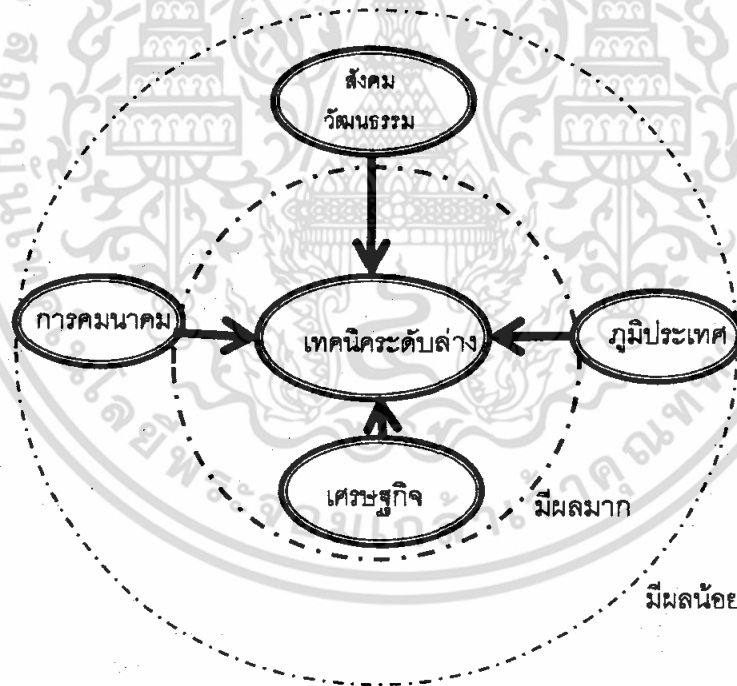 สังคม
วัฒนธรรม
การคมนาคม
เทคนิคระดับล่าง
ภูมิประเทศ
เศรษฐกิจ
มีผลมาก
มีผลน้อย